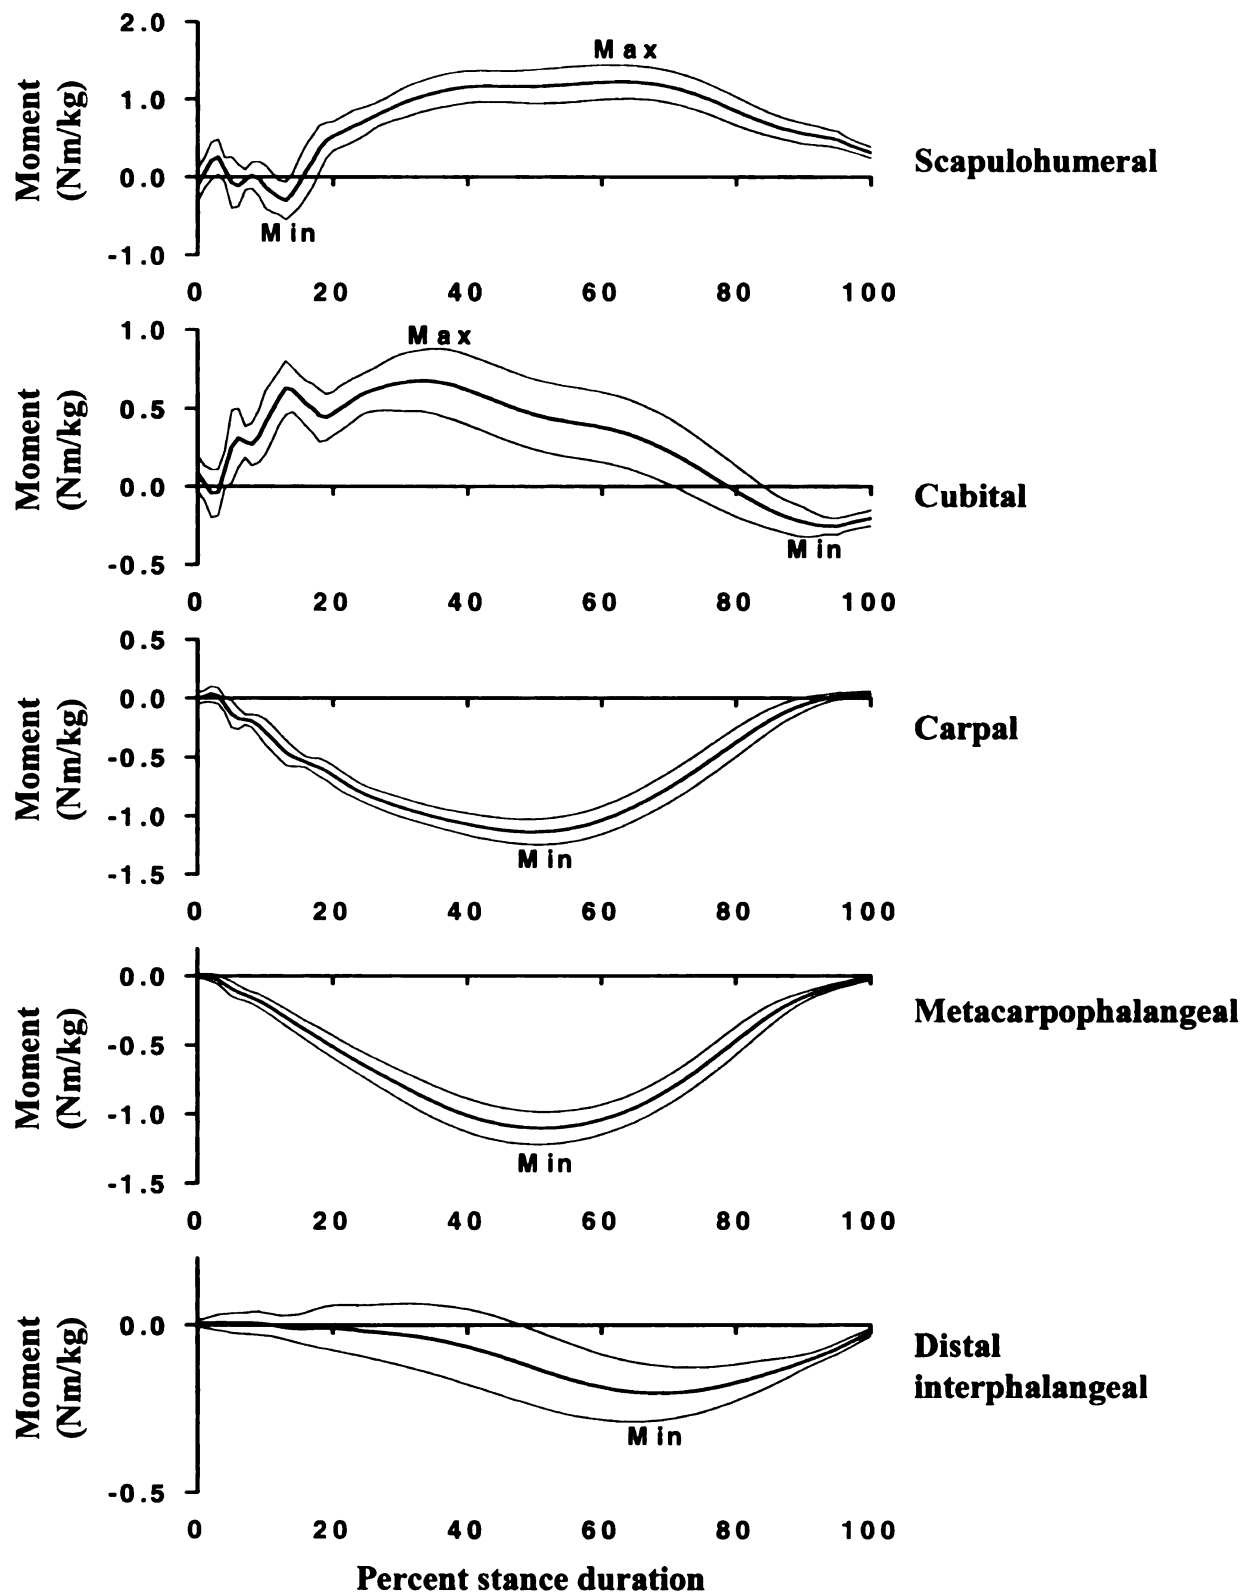 2.0
Max
Moment
(Nm/kg)
1.0
Scapulohumeral
0.0
Min
-1.0
0 20 40 60 80 100
1.0
Max
Moment
(Nm/kg)
0.5
0.0
Cubital
Min
-0.5
0 20 40 60 80 100
0.5
0.0
Moment
(Nm/kg)
Carpal
-0.5
-1.0
Min
-1.5
0 20 40 60 80 100
0.0
Metacarpophalangeal
Moment
(Nm/kg)
-0.5
-1.0
Min
-1.5
0 20 40 60 80 100
0.0
Moment
(Nm/kg)
Distal
interphalangeal
Min
-0.5
0 20 40 60 80 100
Percent stance duration